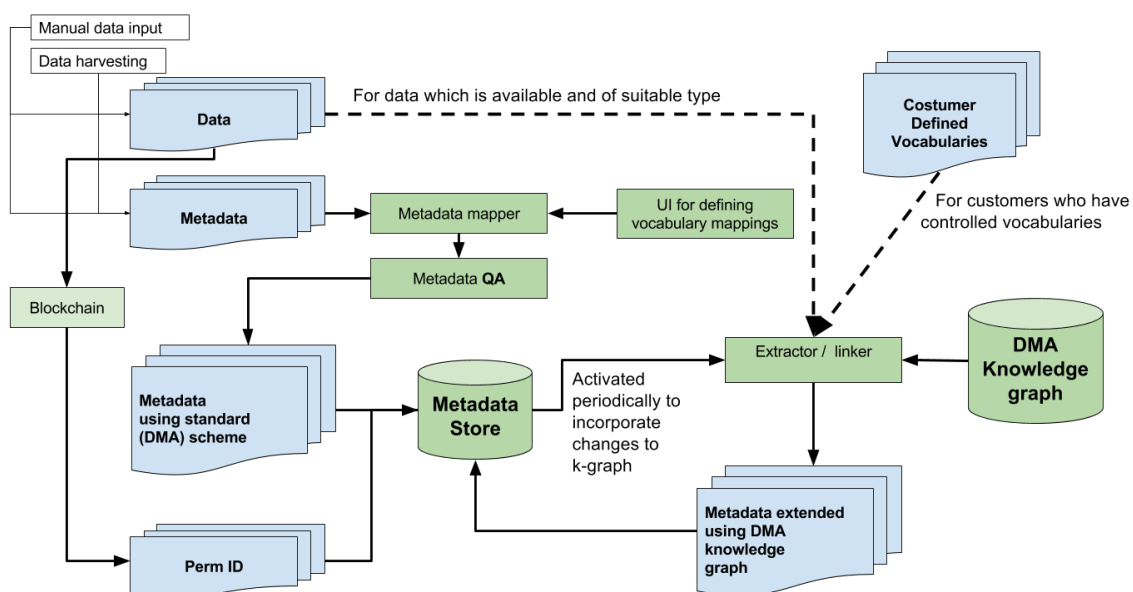 Manual data input
Data harvesting
Data
For data which is available and of suitable type
Costumer
Defined
Vocabularies
Metadata
Metadata mapper
UI for defining
vocabulary mappings
For customers who have
controlled vocabularies
Metadata QA
Blockchain
Extractor / linker
DMA
Knowledge
graph
Metadata
using standard
(DMA) scheme
Metadata
Store
Activated
periodically to
incorporate
changes to
k-graph
Metadata extended
using DMA
knowledge
graph
Perm ID